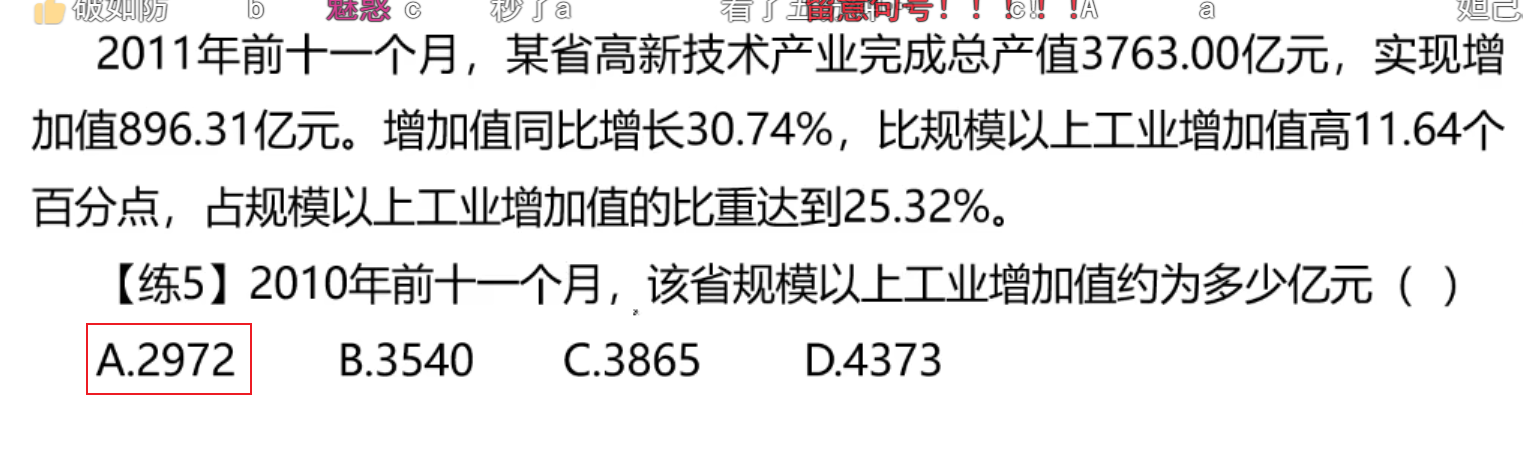 破如防 b 魅惑 c 秒了a 看了五 留意句号！！！！！ c! A a 妲己
2011年前十一个月，某省高新技术产业完成总产值3763.00亿元，实现增
加值896.31亿元。增加值同比增长30.74%，比规模以上工业增加值高11.64个
百分点，占规模以上工业增加值的比重达到25.32%。
【练5】2010年前十一个月，该省规模以上工业增加值约为多少亿元（ ）
A.2972 B.3540 C.3865 D.4373